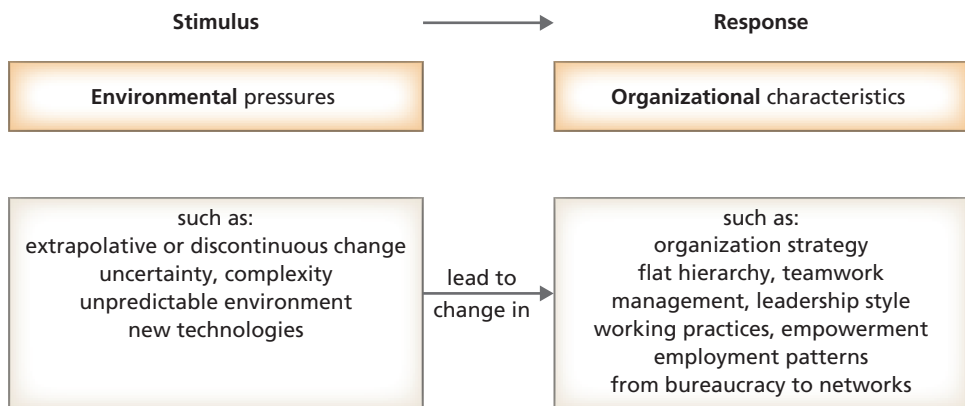 Stimulus
Response
Environmental pressures
Organizational characteristics
such as:
extrapolative or discontinuous change
uncertainty, complexity
unpredictable environment
new technologies
lead to
change in
such as:
organization strategy
flat hierarchy, teamwork
management, leadership style
working practices, empowerment
employment patterns
from bureaucracy to networks